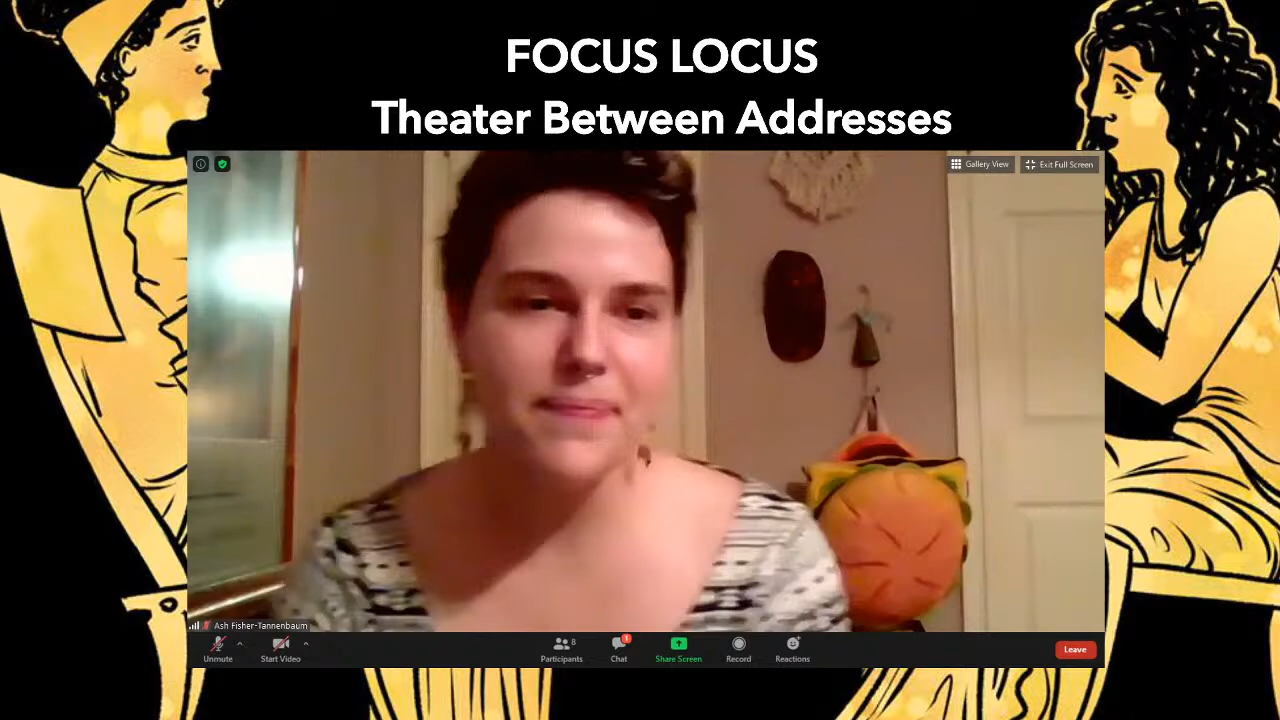 FOCUS LOCUS
Theater Between Addresses
Gallery View
Exit Full Screen
Ash Fisher-Tannenbaum
Unmute
Start Video
Participants
8
Chat
1
Share Screen
Record
Reactions
Leave